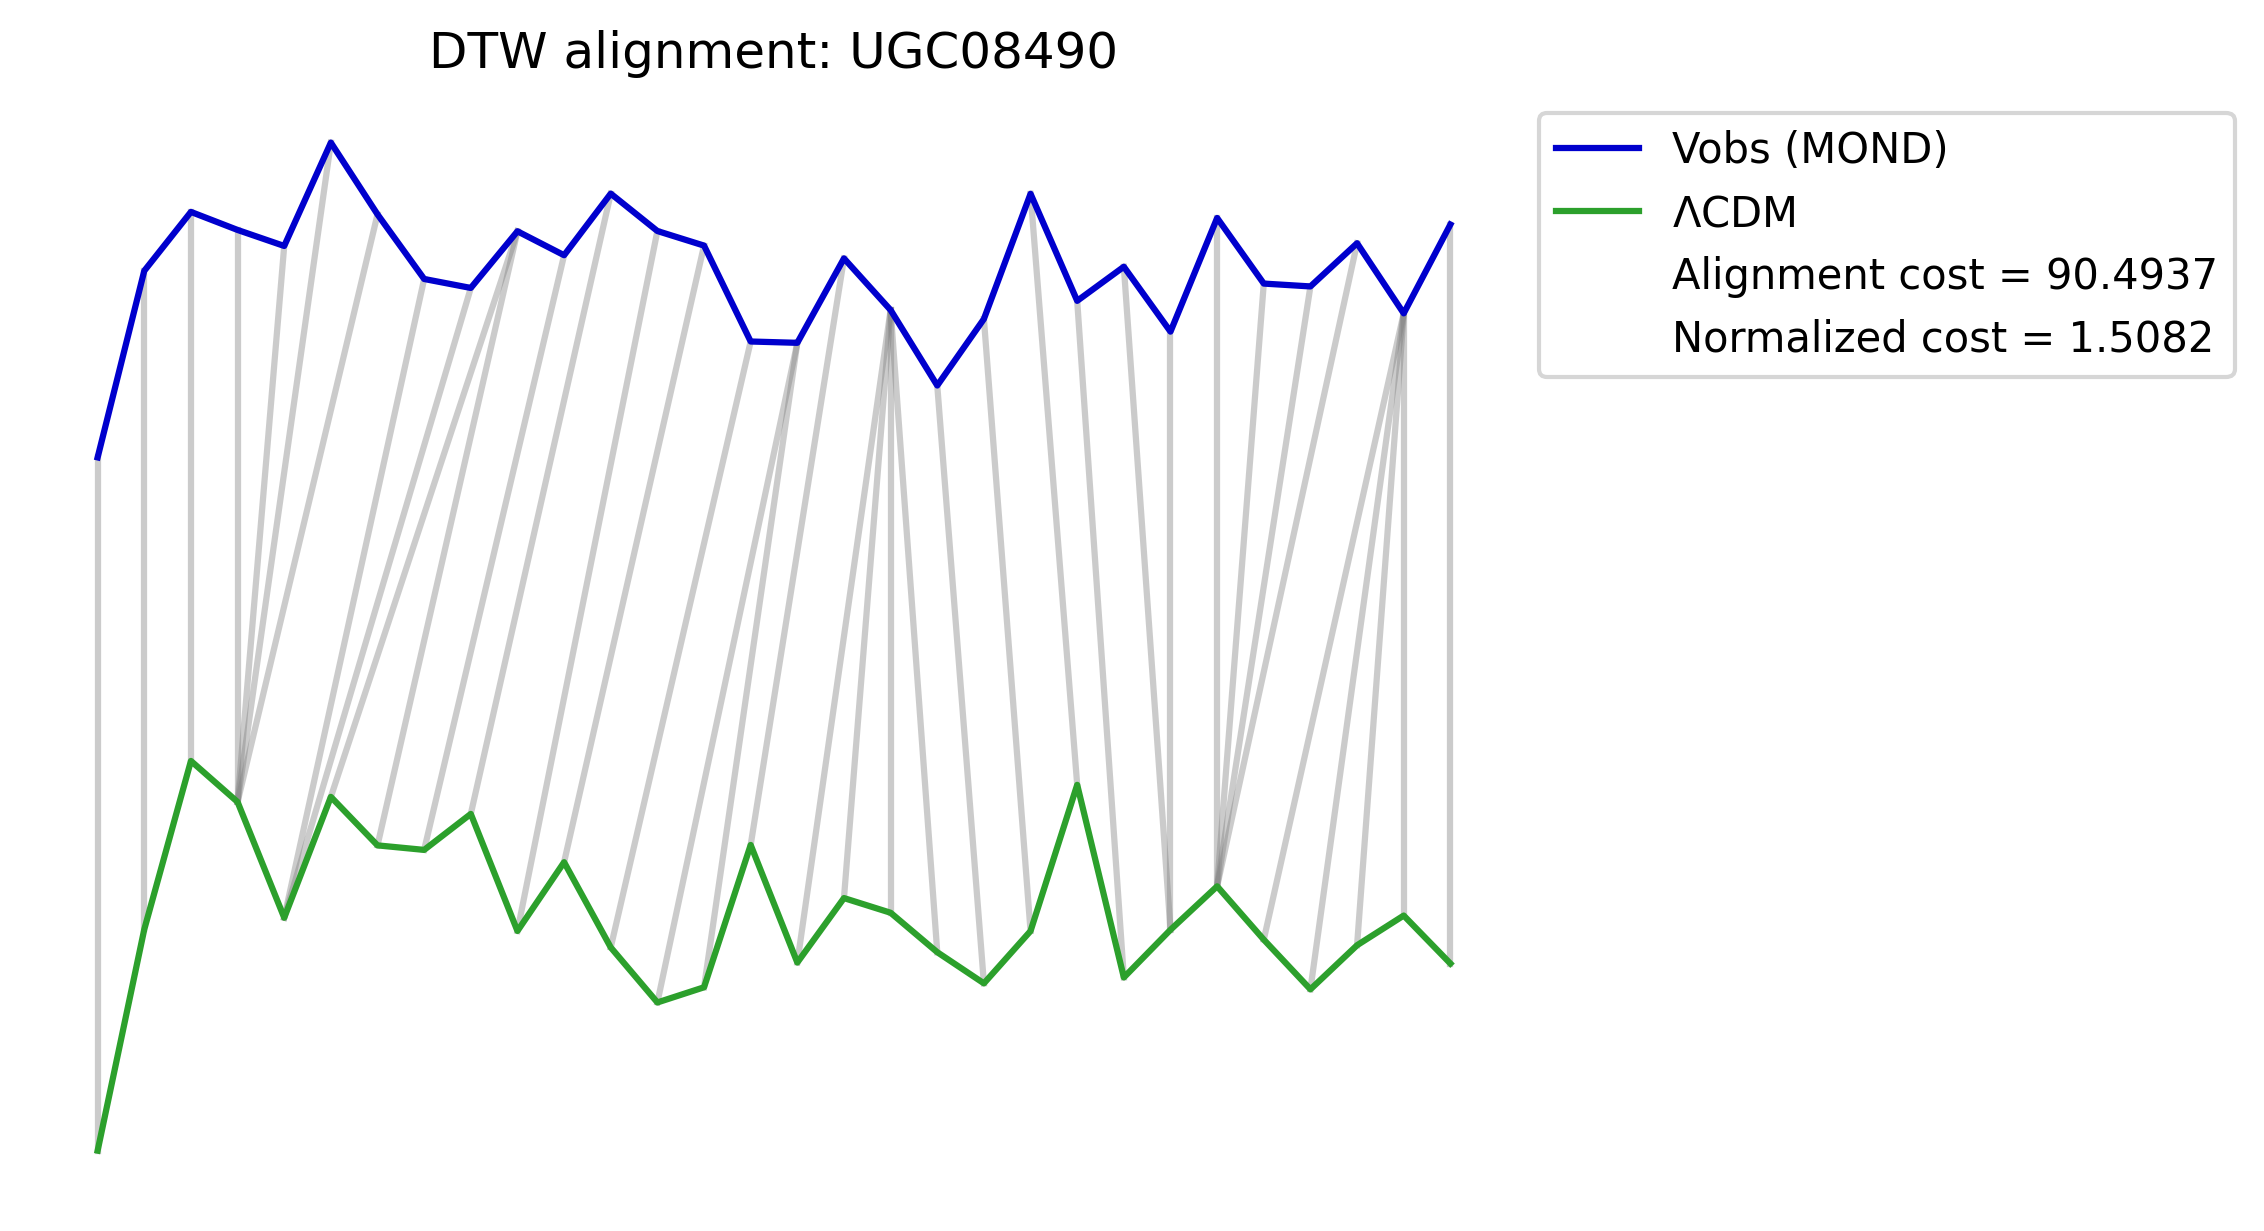 DTW alignment: UGC08490
Vobs (MOND)
ΛCDM
Alignment cost = 90.4937
Normalized cost = 1.5082